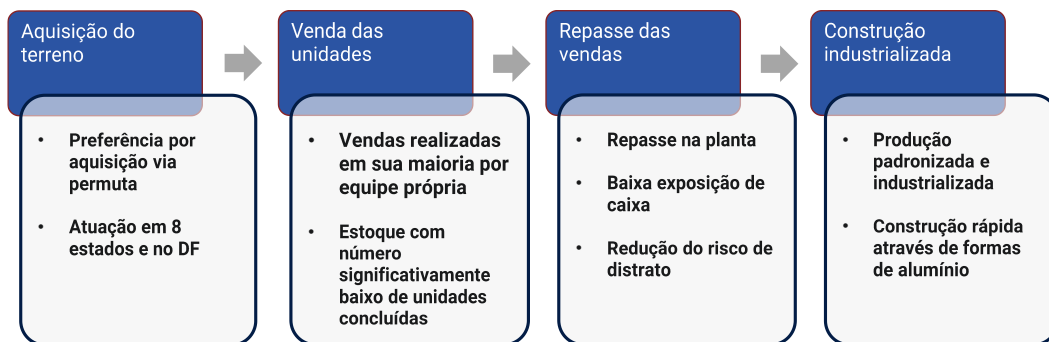 Aquisição do
terreno
• Preferência por
aquisição via
permuta
• Atuação em 8
estados e no DF
Venda das
unidades
• Vendas realizadas
em sua maioria por
equipe própria
• Estoque com
número
significativamente
baixo de unidades
concluídas
Repasse das
vendas
• Repasse na planta
• Baixa exposição de
caixa
• Redução do risco de
distrato
Construção
industrializada
• Produção
padronizada e
industrializada
• Construção rápida
através de formas
de alumínio